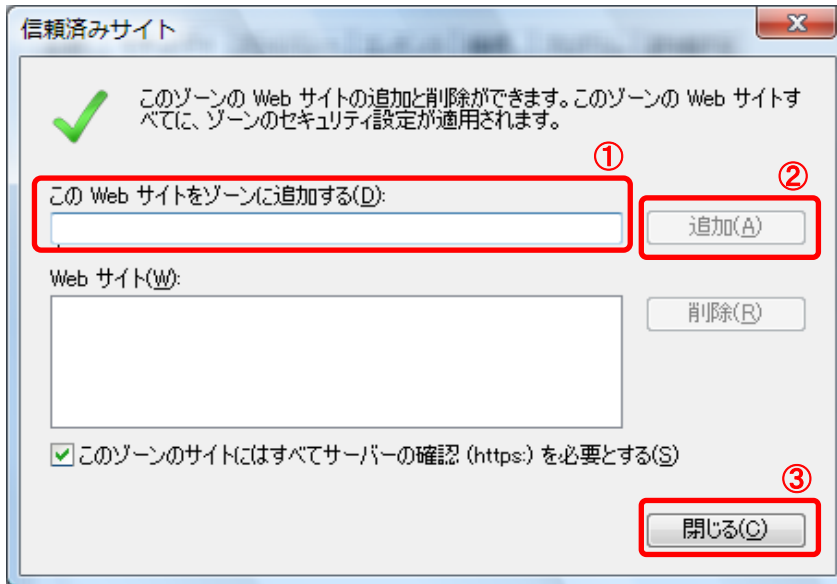 信頼済みサイト
このゾーンの Web サイトの追加と削除ができます。このゾーンの Web サイトす
べてに、ゾーンのセキュリティ設定が適用されます。
①
②
この Web サイトをゾーンに追加する(D):
追加(A)
Web サイト(W):
削除(R)
このゾーンのサイトにはすべてサーバーの確認 (https:) を必要とする(S)
③
閉じる(C)